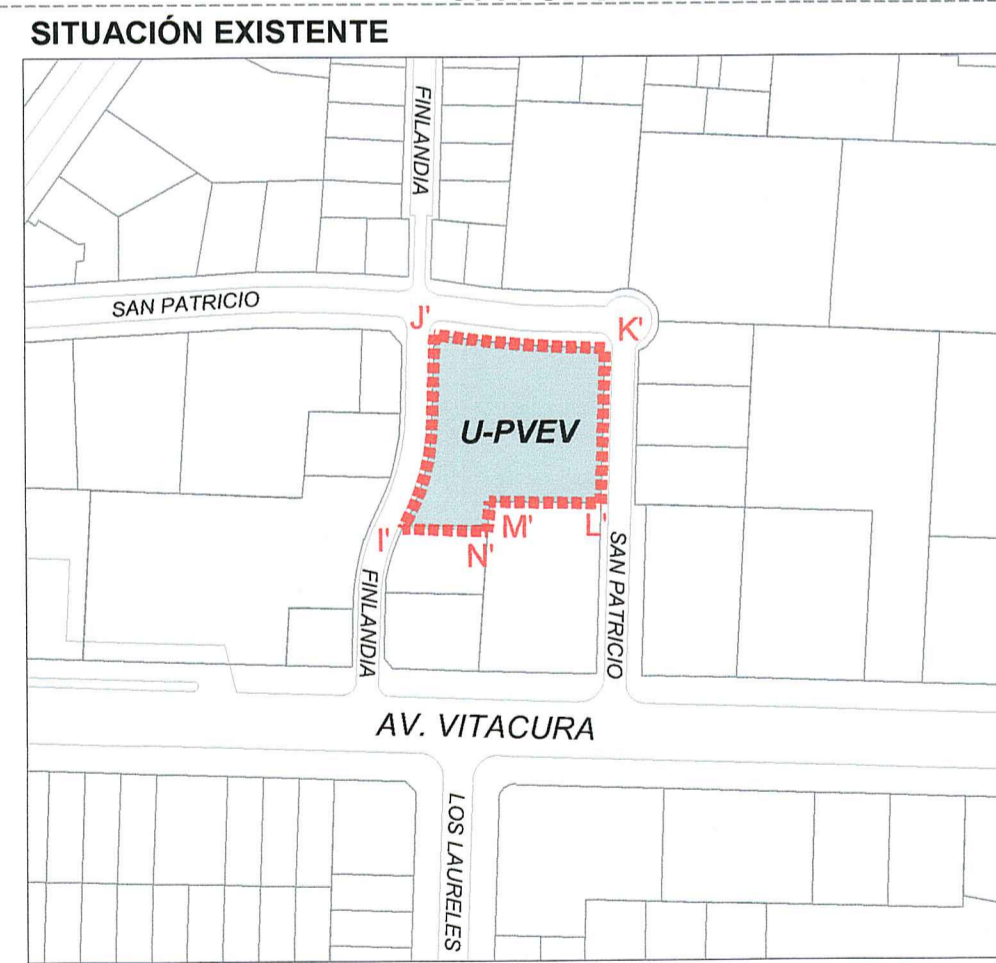 SITUACIÓN EXISTENTE
FINLANDIA
SAN PATRICIO
J'
K'
U-PVEV
I'
N'
M'
L'
FINLANDIA
SAN PATRICIO
AV. VITACURA
LOS LAURELES